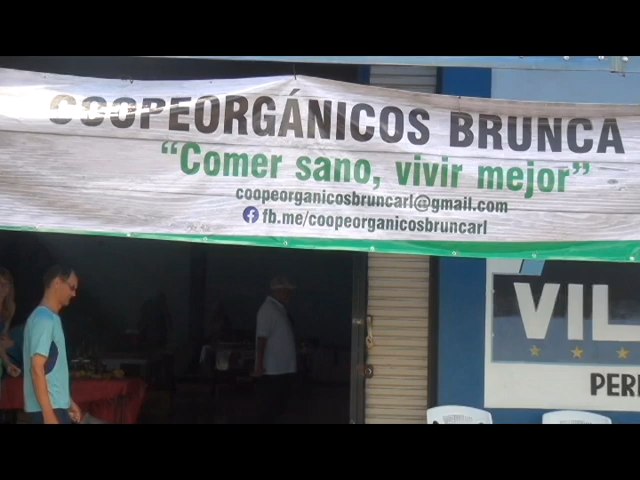 COOPEORGÁNICOS BRUNCA
“Comer sano, vivir mejor”
coopeorganicosbruncarl@gmail.com
fb.me/coopeorganicosbruncarl
VIL
PER